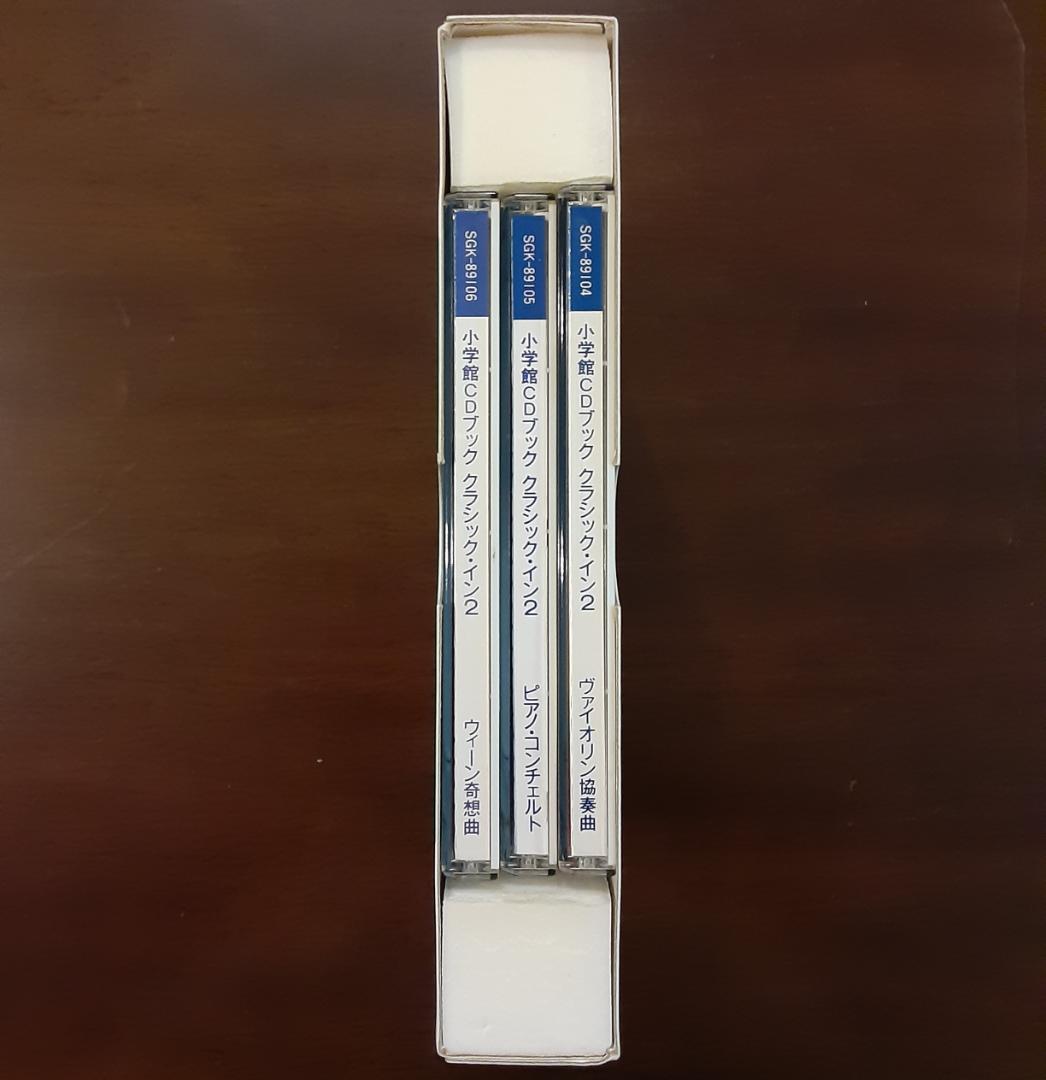 SGK-89104
小学館CDブック クラシック・イン2
ヴァイオリン協奏曲
SGK-89105
小学館CDブック クラシック・イン2
ピアノ・コンチェルト
SGK-89106
小学館CDブック クラシック・イン2
ウィーン奇想曲